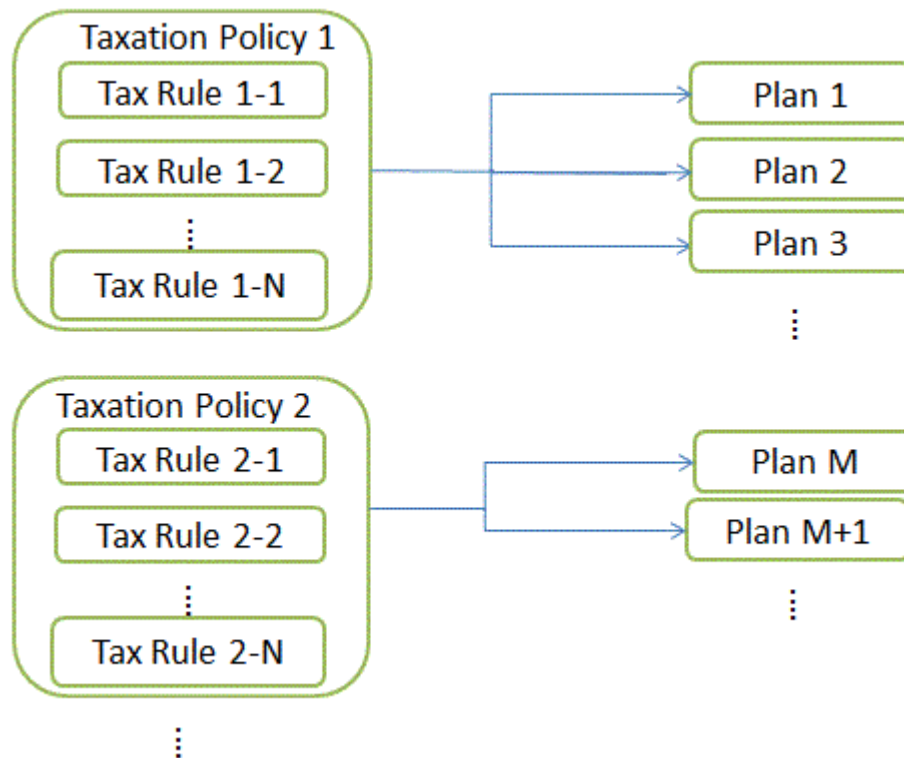 Taxation Policy 1
Tax Rule 1-1
Tax Rule 1-2
Tax Rule 1-N
Plan 1
Plan 2
Plan 3
Taxation Policy 2
Tax Rule 2-1
Tax Rule 2-2
Tax Rule 2-N
Plan M
Plan M+1